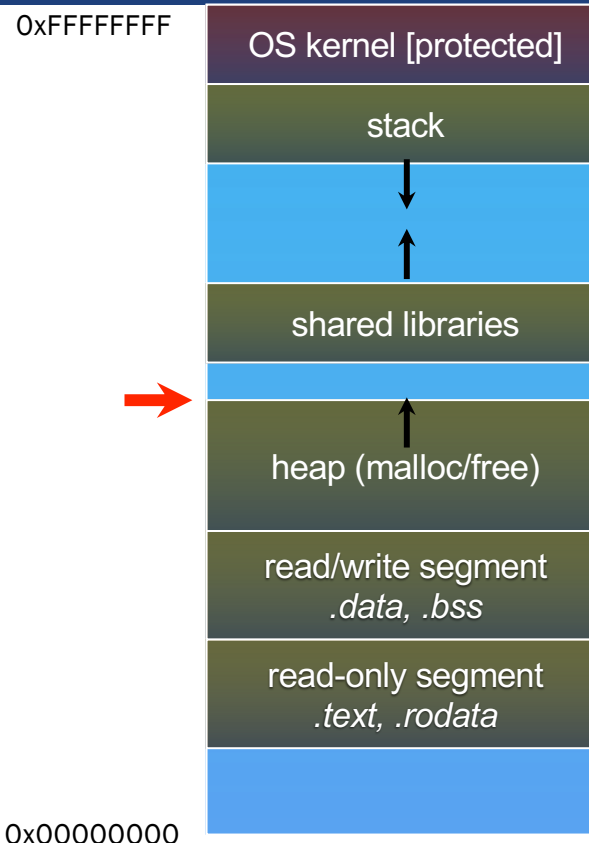 0xFFFFFFFF
OS kernel [protected]
stack
shared libraries
heap (malloc/free)
read/write segment
.data, .bss
read-only segment
.text, .rodata
0x00000000